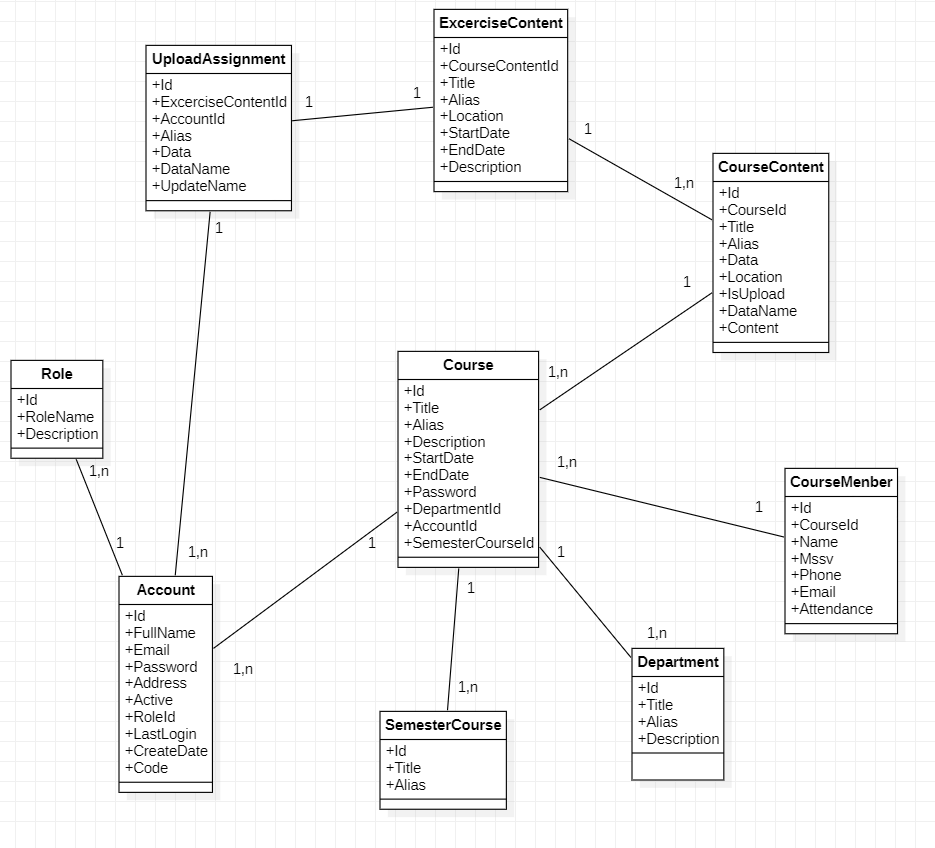 ExcerciseContent
+Id
+CourseContentId
+Title
+Alias
+Location
+StartDate
+EndDate
+Description
UploadAssignment
+Id
+ExcerciseContentId
+AccountId
+Alias
+Data
+DataName
+UpdateName
1
1
1
1,n
CourseContent
+Id
+CourseId
+Title
+Alias
+Data
+Location
+IsUpload
+DataName
+Content
1
1
1,n
Role
+Id
+RoleName
+Description
1,n
1
1,n
Course
+Id
+Title
+Alias
+Description
+StartDate
+EndDate
+Password
+DepartmentId
+AccountId
+SemesterCourseId
1,n
1
CourseMenber
+Id
+CourseId
+Name
+Mssv
+Phone
+Email
+Attendance
1
1,n
1
1,n
1
1,n
Account
+Id
+FullName
+Email
+Password
+Address
+Active
+RoleId
+LastLogin
+CreateDate
+Code
SemesterCourse
+Id
+Title
+Alias
Department
+Id
+Title
+Alias
+Description